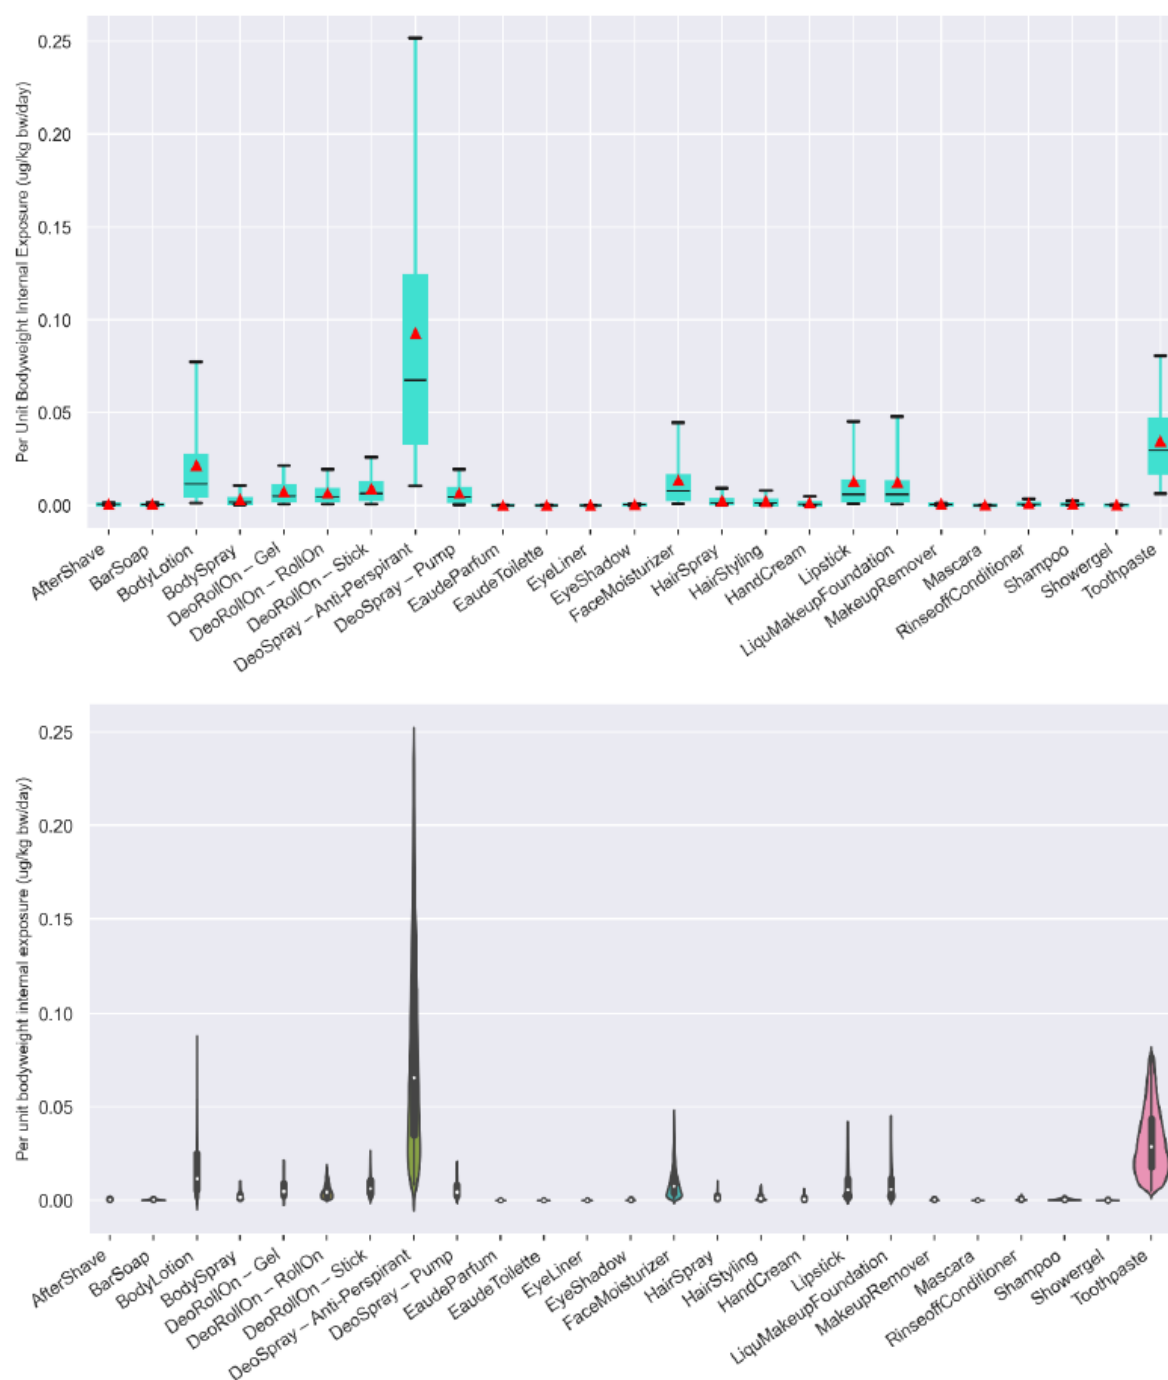 Per Unit Bodyweight Internal Exposure (ug/kg bw/day)
0.25
0.20
0.15
0.10
0.05
0.00
AfterShave
BarSoap
BodyLotion
BodySpray
DeoRollOn – Gel
DeoRollOn – RollOn
DeoRollOn – Stick
DeoSpray – Anti-Perspirant
DeoSpray – Pump
EaudeParfum
EaudeToilette
EyeLiner
EyeShadow
FaceMoisturizer
HairSpray
HairStyling
HandCream
Lipstick
LiquMakeupFoundation
MakeupRemover
Mascara
RinseoffConditioner
Shampoo
Showergel
Toothpaste
Per unit bodyweight internal exposure (ug/kg bw/day)
0.25
0.20
0.15
0.10
0.05
0.00
AfterShave
BarSoap
BodyLotion
BodySpray
DeoRollOn – Gel
DeoRollOn – RollOn
DeoRollOn – Stick
DeoSpray – Anti-Perspirant
DeoSpray – Pump
EaudeParfum
EaudeToilette
EyeLiner
EyeShadow
FaceMoisturizer
HairSpray
HairStyling
HandCream
Lipstick
LiquMakeupFoundation
MakeupRemover
Mascara
RinseoffConditioner
Shampoo
Showergel
Toothpaste